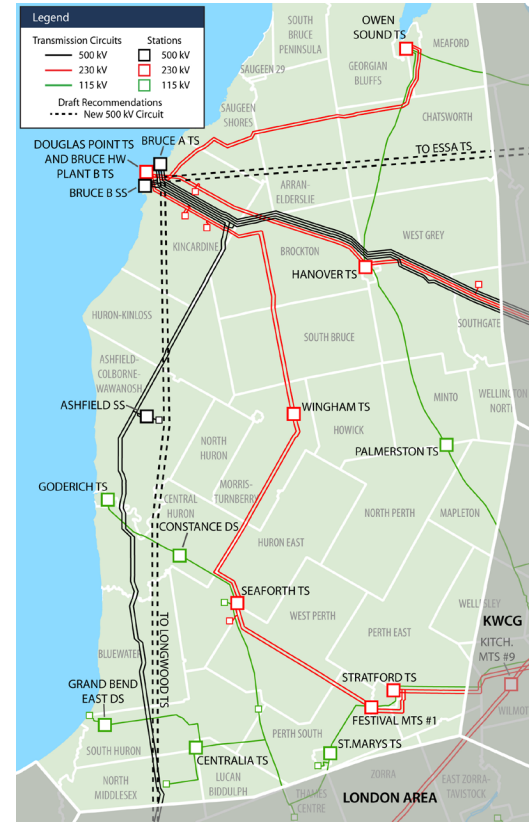 Legend
Transmission Circuits
Stations
500 kV
500 kV
230 kV
230 kV
115 kV
115 kV
Draft Recommendations
New 500 kV Circuit
SOUTH
BRUCE
PENINSULA
OWEN
SOUND TS
MEAFORD
SAUGEEN 29
GEORGIAN
BLUFFS
SAUGEEN
SHORES
CHATSWORTH
BRUCE A TS
DOUGLAS POINT TS
AND BRUCE HW
PLANT B TS
TO ESSA TS
BRUCE B SS
ARRAN-
ELDERSLIE
KINCARDINE
BROCKTON
WEST GREY
HANOVER TS
HURON-KINLOSS
SOUTHGATE
SOUTH BRUCE
ASHFIELD-
COLBORNE-
WAWANOSH
MINTO
WELLINGTON
NORTH
ASHFIELD SS
WINGHAM TS
HOWICK
NORTH
HURON
PALMERSTON TS
GODERICH TS
MORRIS-
TURNBERRY
CENTRAL
HURON
NORTH PERTH
MAPLETON
CONSTANCE DS
HURON EAST
SEAFORTH TS
WEST PERTH
WELLESLEY
PERTH EAST
KWCG
KITCH.
MTS #9
TO LONGWOOD TS
BLUEWATER
STRATFORD TS
GRAND BEND
EAST DS
WILMOT
FESTIVAL MTS #1
PERTH SOUTH
SOUTH HURON
ST.MARYS TS
CENTRALIA TS
NORTH
MIDDLESEX
LUCAN
BIDDULPH
ZORRA
EAST ZORRA-
TAVISTOCK
THAMES
CENTRE
LONDON AREA